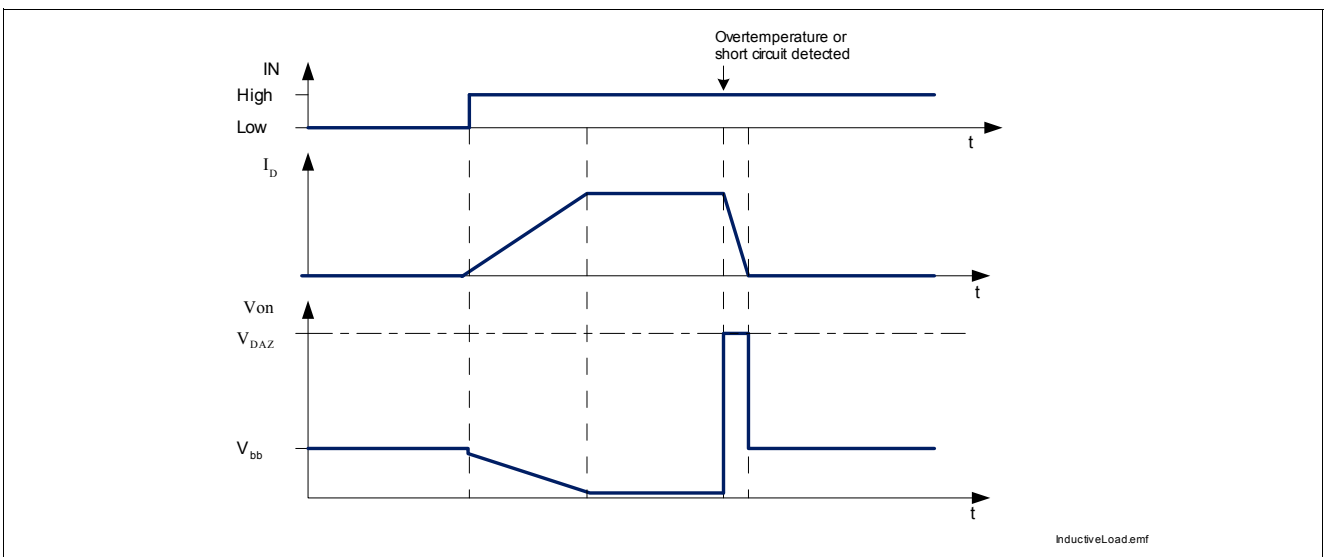 Overtemperature or
short circuit detected
IN
High
Low
t
I_D
t
Von
V_DAZ
V_bb
t
InductiveLoad.emf